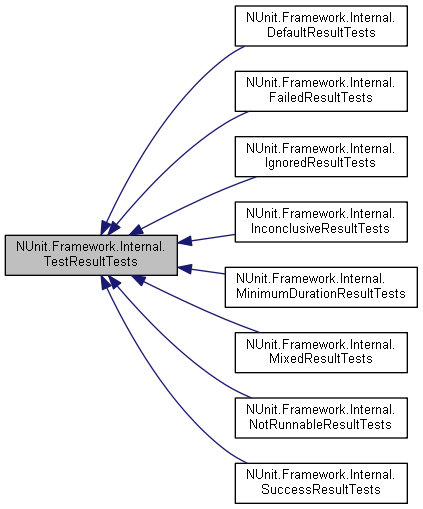 NUnit.Framework.Internal.
DefaultResultTests
NUnit.Framework.Internal.
FailedResultTests
NUnit.Framework.Internal.
IgnoredResultTests
NUnit.Framework.Internal.
InconclusiveResultTests
NUnit.Framework.Internal.
TestResultTests
NUnit.Framework.Internal.
MinimumDurationResultTests
NUnit.Framework.Internal.
MixedResultTests
NUnit.Framework.Internal.
NotRunnableResultTests
NUnit.Framework.Internal.
SuccessResultTests